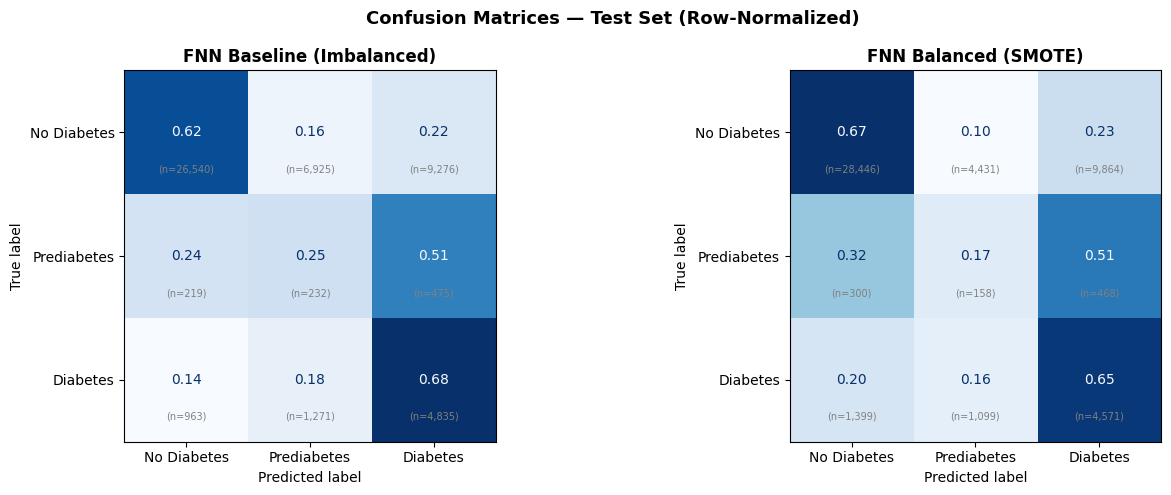 Confusion Matrices — Test Set (Row-Normalized)
FNN Baseline (Imbalanced)
True label
No Diabetes
0.62
0.16
0.22
(n=26,540)
(n=6,925)
(n=9,276)
Prediabetes
0.24
0.25
0.51
(n=219)
(n=232)
(n=475)
Diabetes
0.14
0.18
0.68
(n=963)
(n=1,271)
(n=4,835)
No Diabetes
Prediabetes
Diabetes
Predicted label
FNN Balanced (SMOTE)
True label
No Diabetes
0.67
0.10
0.23
(n=28,446)
(n=4,431)
(n=9,864)
Prediabetes
0.32
0.17
0.51
(n=300)
(n=158)
(n=468)
Diabetes
0.20
0.16
0.65
(n=1,399)
(n=1,099)
(n=4,571)
No Diabetes
Prediabetes
Diabetes
Predicted label